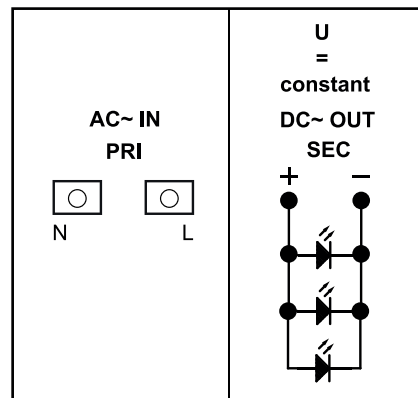 AC~ IN
PRI
N L
U
=
constant
DC~ OUT
SEC
+ −